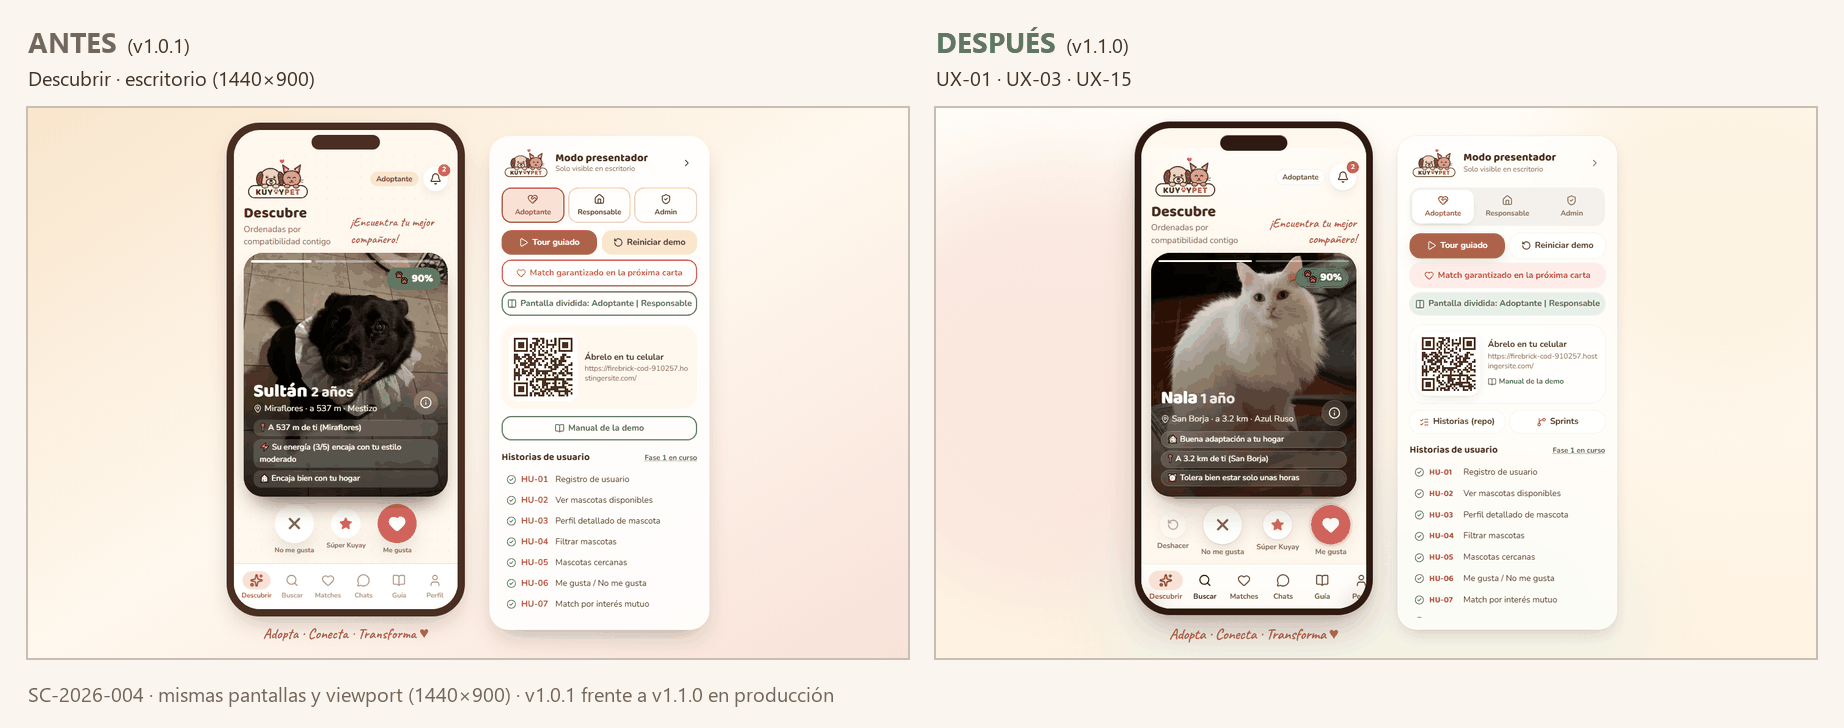 ANTES (v1.0.1)
Descubrir · escritorio (1440×900)
KUYAYPET
Adoptante
2
Descubre
Ordenadas por
compatibilidad contigo
¡Encuentra tu mejor
compañero!
90%
Sultán 2 años
Miraflores · a 537 m · Mestizo
A 537 m de ti (Miraflores)
Su energía (3/5) encaja con tu estilo
moderado
Encaja bien con tu hogar
No me gusta
Súper Kuyay
Me gusta
Descubrir
Buscar
Matches
Chats
Guía
Perfil
Adopta · Conecta · Transforma ♥
Modo presentador
Solo visible en escritorio
Adoptante
Responsable
Admin
Tour guiado
Reiniciar demo
Match garantizado en la próxima carta
Pantalla dividida: Adoptante | Responsable
Ábrelo en tu celular
https://firebrick-cod-910257.ho
stingersite.com/
Manual de la demo
Historias de usuario
Fase 1 en curso
HU-01 Registro de usuario
HU-02 Ver mascotas disponibles
HU-03 Perfil detallado de mascota
HU-04 Filtrar mascotas
HU-05 Mascotas cercanas
HU-06 Me gusta / No me gusta
HU-07 Match por interés mutuo
DESPUÉS (v1.1.0)
UX-01 · UX-03 · UX-15
Adoptante
2
Descubre
Ordenadas por
compatibilidad contigo
¡Encuentra tu mejor
compañero!
90%
Nala 1 año
San Borja · a 3.2 km · Azul Ruso
Buena adaptación a tu hogar
A 3.2 km de ti (San Borja)
Tolera bien estar solo unas horas
Deshacer
No me gusta
Súper Kuyay
Me gusta
Descubrir
Buscar
Matches
Chats
Guía
Pe
Adopta · Conecta · Transforma ♥
Modo presentador
Solo visible en escritorio
Adoptante
Responsable
Admin
Tour guiado
Reiniciar demo
Match garantizado en la próxima carta
Pantalla dividida: Adoptante | Responsable
Ábrelo en tu celular
https://firebrick-cod-910257.host
ingersite.com/
Manual de la demo
Historias (repo)
Sprints
Historias de usuario
Fase 1 en curso
HU-01 Registro de usuario
HU-02 Ver mascotas disponibles
HU-03 Perfil detallado de mascota
HU-04 Filtrar mascotas
HU-05 Mascotas cercanas
HU-06 Me gusta / No me gusta
HU-07 Match por interés mutuo
SC-2026-004 · mismas pantallas y viewport (1440×900) · v1.0.1 frente a v1.1.0 en producción